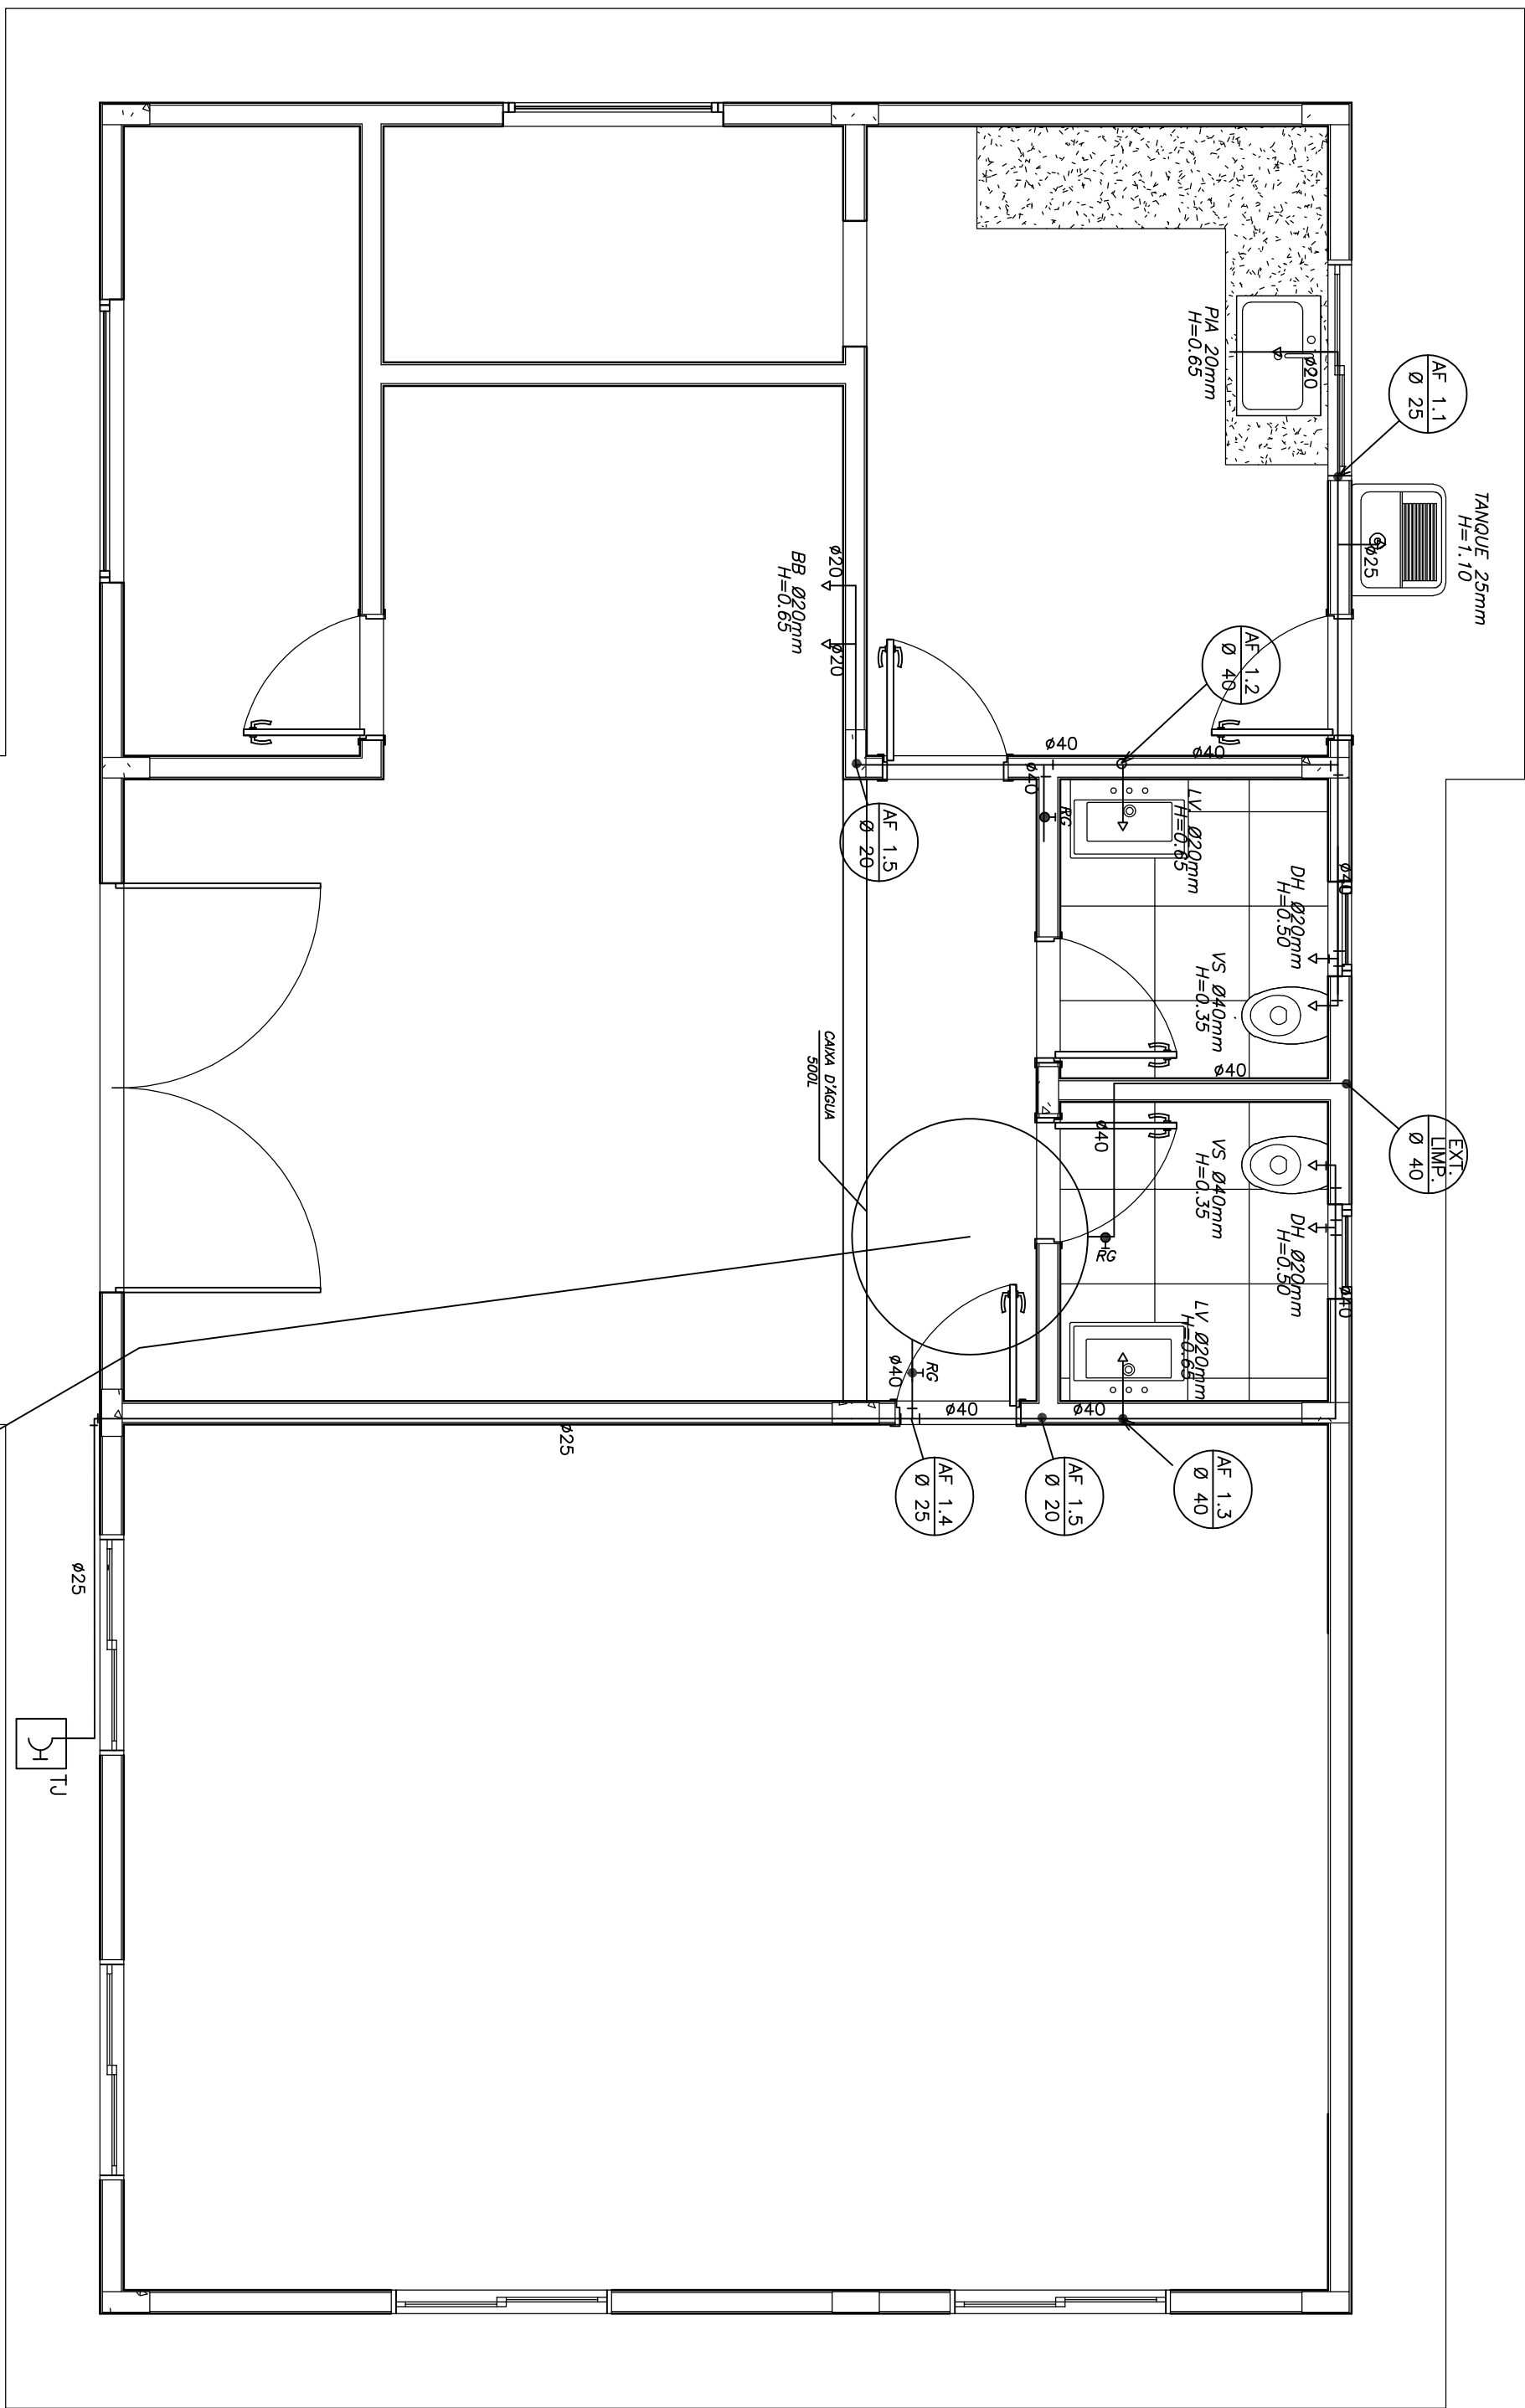 TANQUE 25mm
H=1.10
AF 1.1
Ø 25
EXT.
LIMP.
Ø 40
ø25
ø20
PIA 20mm
H=0.65
AF 1.2
Ø 40
ø40
ø40
DH Ø20mm
H=0.50
DH Ø20mm
H=0.50
ø40
VS Ø40mm
H=0.35
VS Ø40mm
H=0.35
LV. Ø20mm
H=0.65
LV Ø20mm
H=0.65
AF 1.3
Ø 40
ø40
ø40
RG
ø40
ø40
RG
ø40
AF 1.5
Ø 20
ø40
RG
ø40
AF 1.4
Ø 25
AF 1.5
Ø 20
ø20
ø20
BB Ø20mm
H=0.65
CAIXA D'ÁGUA
500L
ø25
ø25
TJ